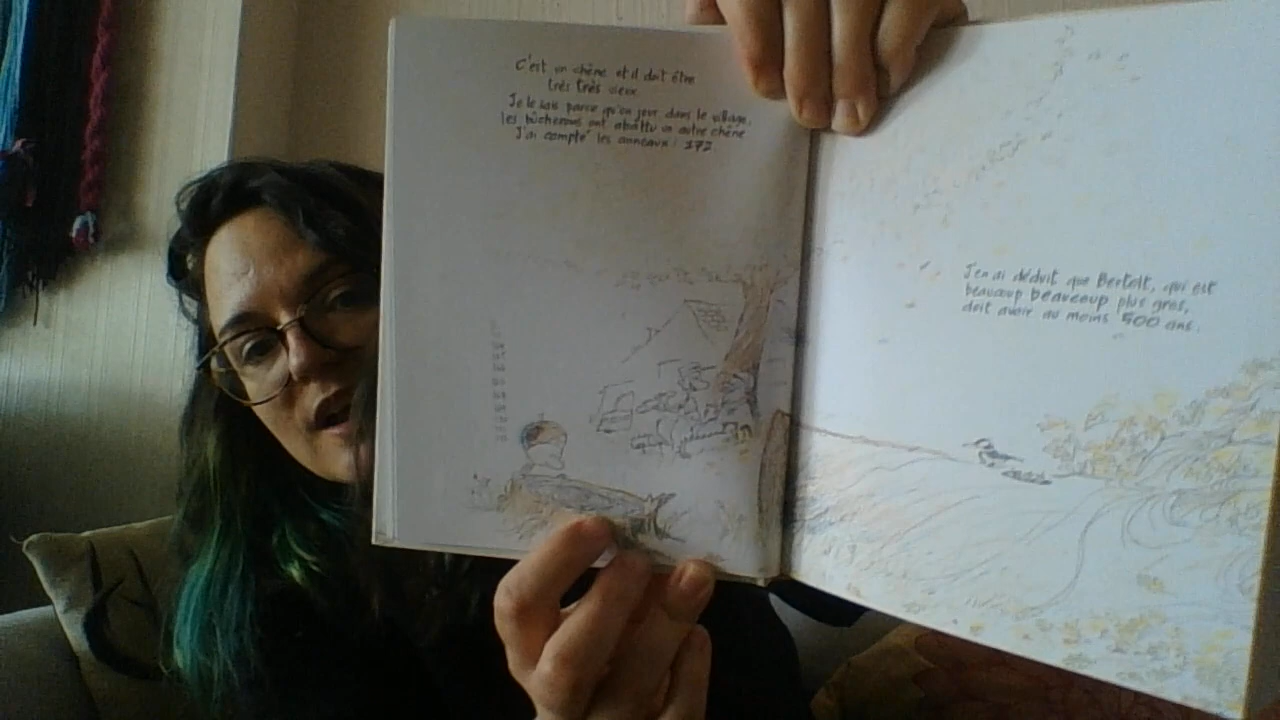 C'est un chêne et il doit être
très très vieux
Je le sais parce qu'un jour dans le village,
les bûcherons ont abattu un autre chêne
J'ai compté les anneaux : 172
J'en ai déduit que Bertolt, qui est
beaucoup beaucoup plus gros,
doit avoir au moins 500 ans.